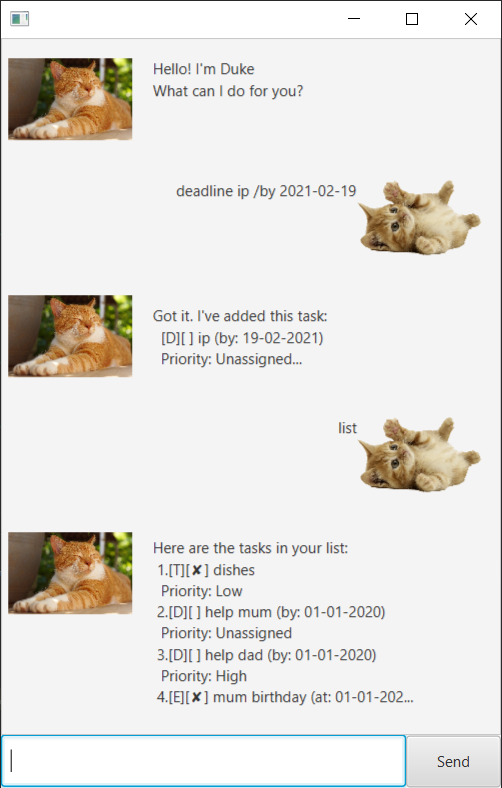 Hello! I'm Duke
What can I do for you?
deadline ip /by 2021-02-19
Got it. I've added this task:
[D][ ] ip (by: 19-02-2021)
Priority: Unassigned...
list
Here are the tasks in your list:
1.[T][✘] dishes
Priority: Low
2.[D][ ] help mum (by: 01-01-2020)
Priority: Unassigned
3.[D][ ] help dad (by: 01-01-2020)
Priority: High
4.[E][✘] mum birthday (at: 01-01-202...
Send